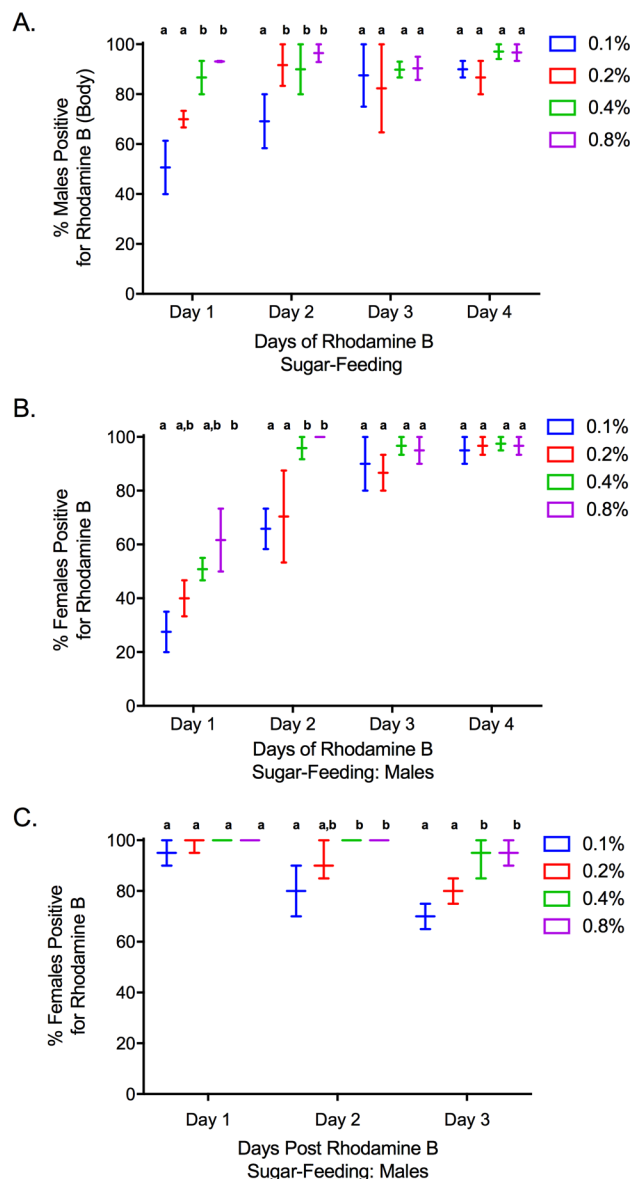 A.
a a b b a b b b a a a a a a a a
0.1%
0.2%
0.4%
0.8%
100
80
60
40
20
0
% Males Positive
for Rhodamine B (Body)
Day 1 Day 2 Day 3 Day 4
Days of Rhodamine B
Sugar-Feeding
B.
a a,b a,b b a a b b a a a a a a a a
0.1%
0.2%
0.4%
0.8%
100
80
60
40
20
0
% Females Positive
for Rhodamine B
Day 1 Day 2 Day 3 Day 4
Days of Rhodamine B
Sugar-Feeding: Males
C.
a a a a a a,b b b a a b b
0.1%
0.2%
0.4%
0.8%
100
80
60
40
20
0
% Females Positive
for Rhodamine B
Day 1 Day 2 Day 3
Days Post Rhodamine B
Sugar-Feeding: Males